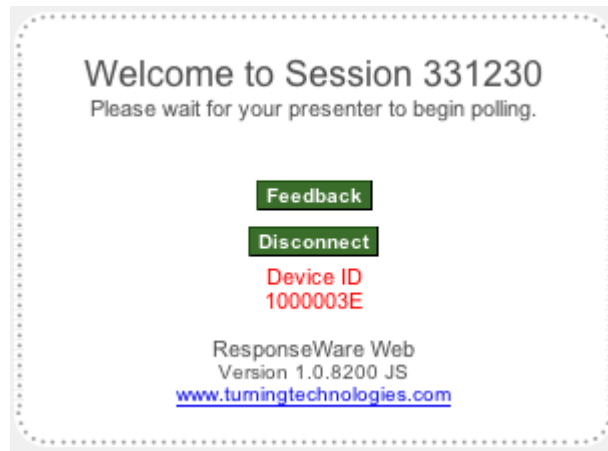 Welcome to Session 331230
Please wait for your presenter to begin polling.
Feedback
Disconnect
Device ID
1000003E
ResponseWare Web
Version 1.0.8200 JS
www.turningtechnologies.com